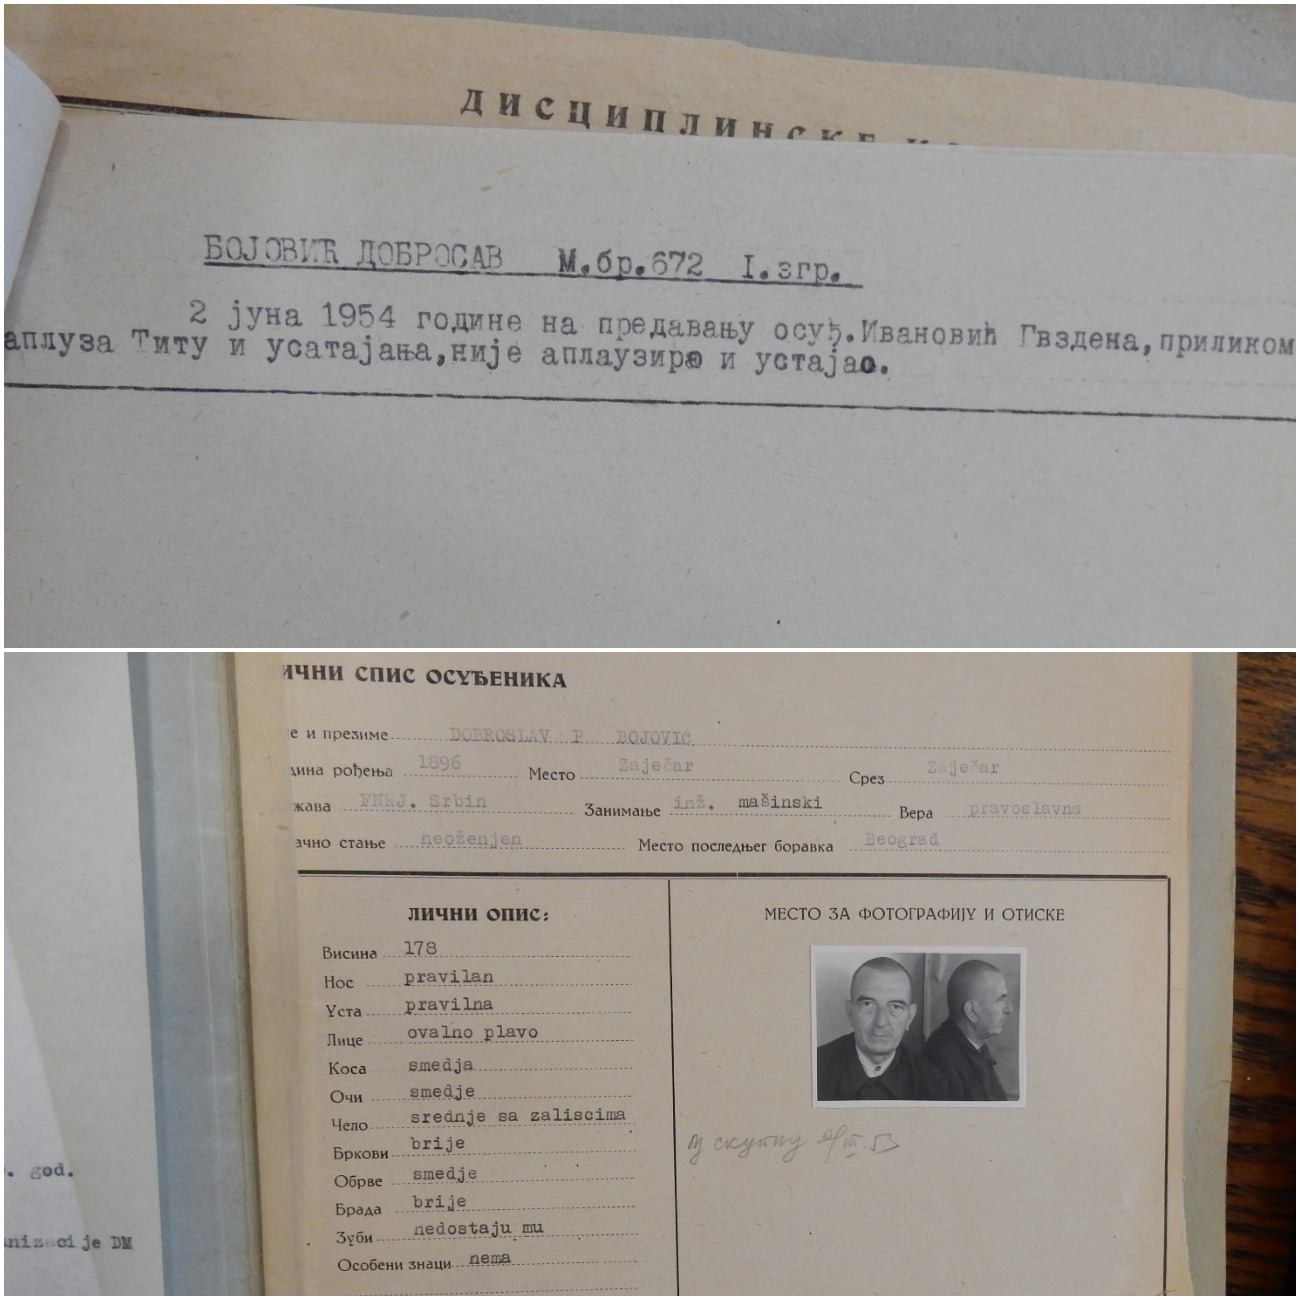 ДИСЦИПЛИНСКЕ
БОЈОВИЋ ДОБРОСАВ М.бр.672 I.згр.
2 јуна 1954 године на предавању осуђ.Ивановић Гвздена,приликом
аплуза Титу и усатајања,није аплаузирао и устајао.
ИЧНИ СПИС ОСУЂЕНИКА
е и презиме DOBROSLAV P BOJOVIĆ
дина рођења 1896 Место Zaječar Срез Zaječar
жава FNRJ. Srbin Занимање inž. mašinski Вера pravoslavna
ачно стање neoženjen Место последњег боравка Beograd
ЛИЧНИ ОПИС:
Висина 178
Нос pravilan
Уста pravilna
Лице ovalno plavo
Коса smedja
Очи smedje
Чело srednje sa zaliscima
Бркови brije
Обрве smedje
Брада brije
Зуби nedostaju mu
Особени знаци nema
МЕСТО ЗА ФОТОГРАФИЈУ И ОТИСКЕ
у скупну
. god.
nizacije DM